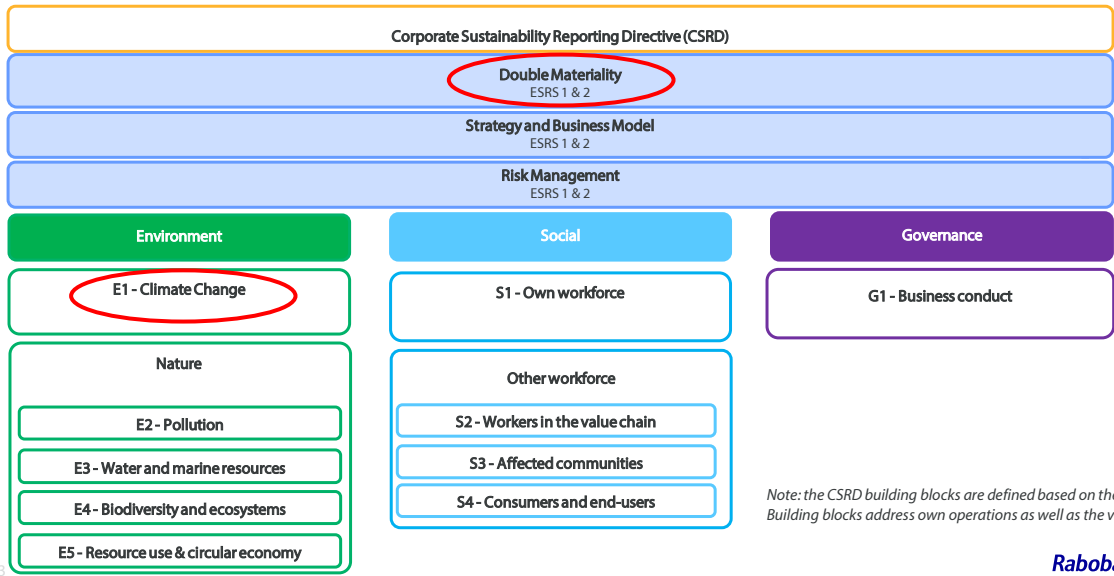 Corporate Sustainability Reporting Directive (CSRD)
Double Materiality
ESRS 1 & 2
Strategy and Business Model
ESRS 1 & 2
Risk Management
ESRS 1 & 2
Environment
Social
Governance
E1 - Climate Change
S1 - Own workforce
G1 - Business conduct
Nature
Other workforce
E2 - Pollution
S2 - Workers in the value chain
E3 - Water and marine resources
S3 - Affected communities
E4 - Biodiversity and ecosystems
S4 - Consumers and end-users
E5 - Resource use & circular economy
Note: the CSRD building blocks are defined based on the
Building blocks address own operations as well as the v
Raboba
3